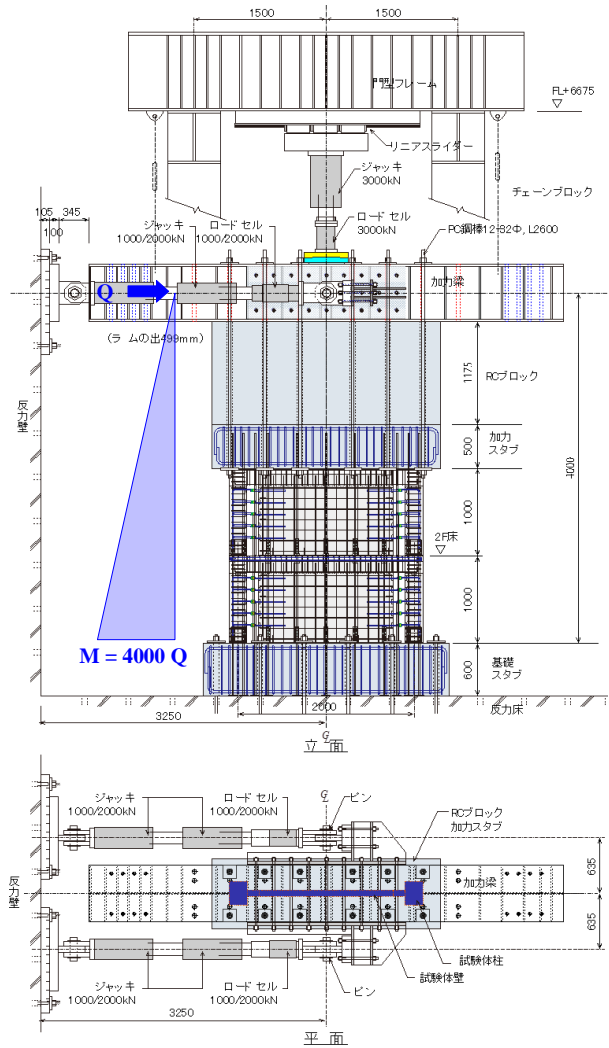 1500
1500
門型フレーム
FL+6675
リニアスライダー
ジャッキ
3000kN
チェーンブロック
105
345
100
ジャッキ
1000/2000kN
ロードセル
1000/2000kN
ロードセル
3000kN
PC鋼棒12-32Φ, L2600
Q
加力梁
(ラムの出499mm)
反力壁
1175
RCブロック
500
加力
スタブ
4000
1000
2F床
1000
M = 4000 Q
600
基礎
スタブ
反力床
2000
3250
立面
ジャッキ
1000/2000kN
ロードセル
1000/2000kN
ピン
RCブロック
加力スタブ
反力壁
加力梁
635
635
試験体柱
試験体壁
ジャッキ
1000/2000kN
ロードセル
1000/2000kN
ピン
3250
平面